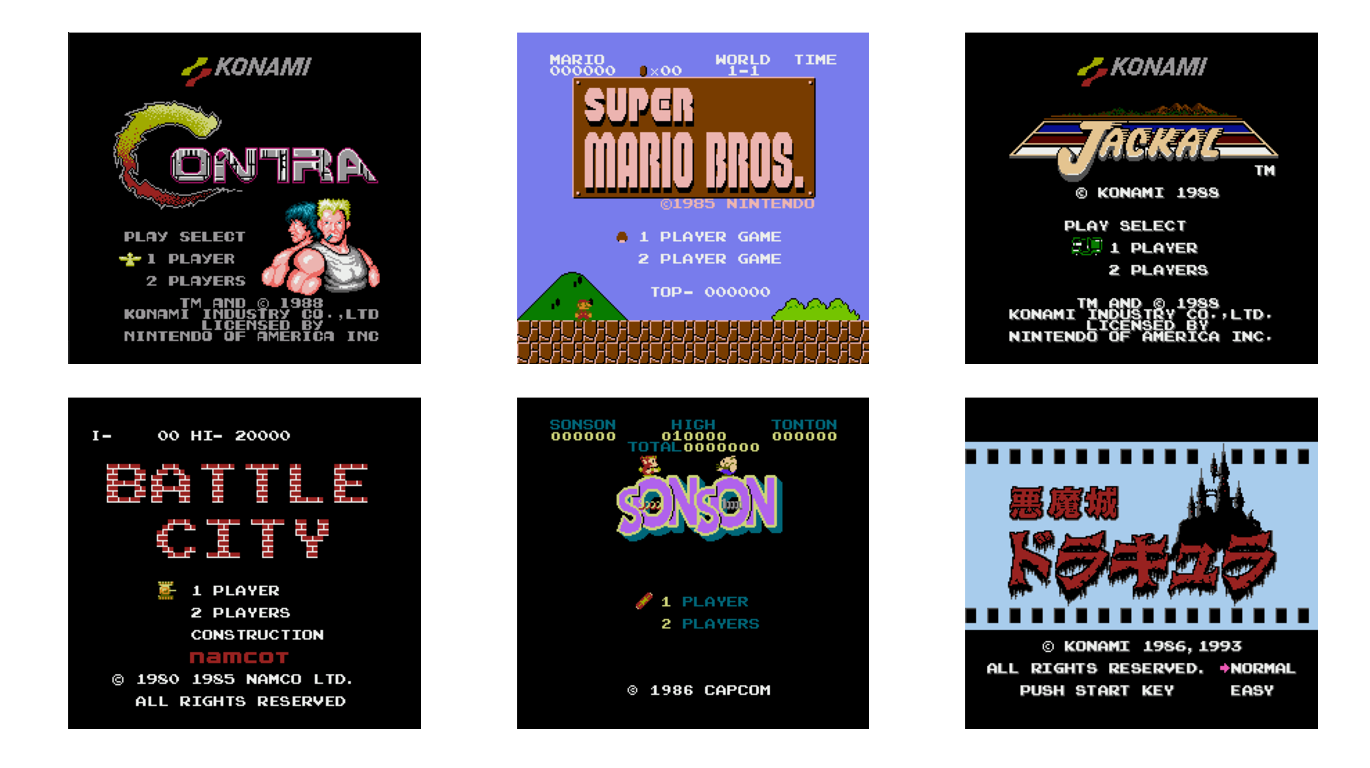 KONAMI
CONTRA
PLAY SELECT
1 PLAYER
2 PLAYERS
TM AND © 1988
KONAMI INDUSTRY CO.,LTD
LICENSED BY
NINTENDO OF AMERICA INC
MARIO WORLD TIME
000000 ×00 1-1
SUPER
MARIO BROS.
©1985 NINTENDO
1 PLAYER GAME
2 PLAYER GAME
TOP- 000000
KONAMI
JACKAL
TM
© KONAMI 1988
PLAY SELECT
1 PLAYER
2 PLAYERS
TM AND © 1988
KONAMI INDUSTRY CO.,LTD.
LICENSED BY
NINTENDO OF AMERICA INC.
I- 00 HI- 20000
BATTLE
CITY
1 PLAYER
2 PLAYERS
CONSTRUCTION
namcot
© 1980 1985 NAMCO LTD.
ALL RIGHTS RESERVED
SONSON HIGH TONTON
000000 010000 000000
TOTAL0000000
SONSON
1 PLAYER
2 PLAYERS
© 1986 CAPCOM
悪魔城
ドラキュラ
© KONAMI 1986,1993
ALL RIGHTS RESERVED. NORMAL
PUSH START KEY EASY